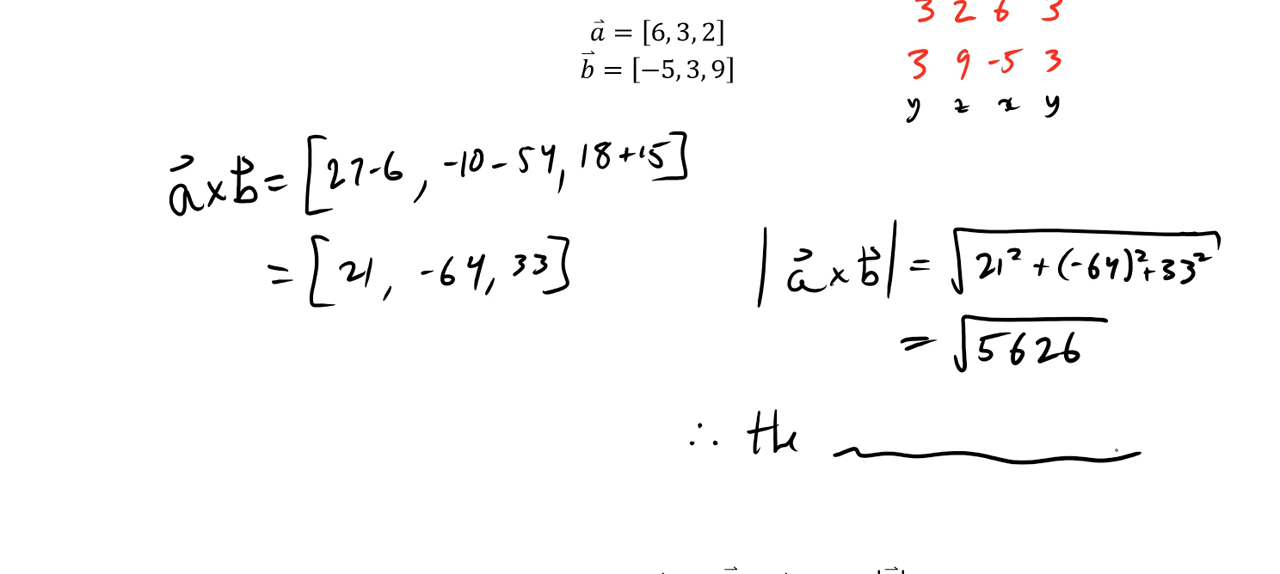 3 2 6 3
a⃗ = [6, 3, 2]
b⃗ = [−5, 3, 9]
3 9 -5 3
y z x y
a⃗ x b⃗ = [27-6, -10-54, 18+15]
= [21, -64, 33]
|a⃗ x b⃗| = √(21² + (-64)² + 33²)
= √5626
∴ the